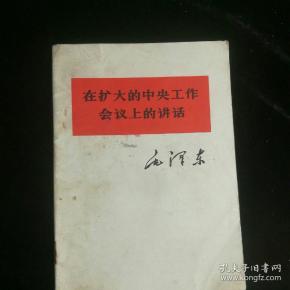 在扩大的中央工作
会议上的讲话
毛泽东
孔夫子旧书网